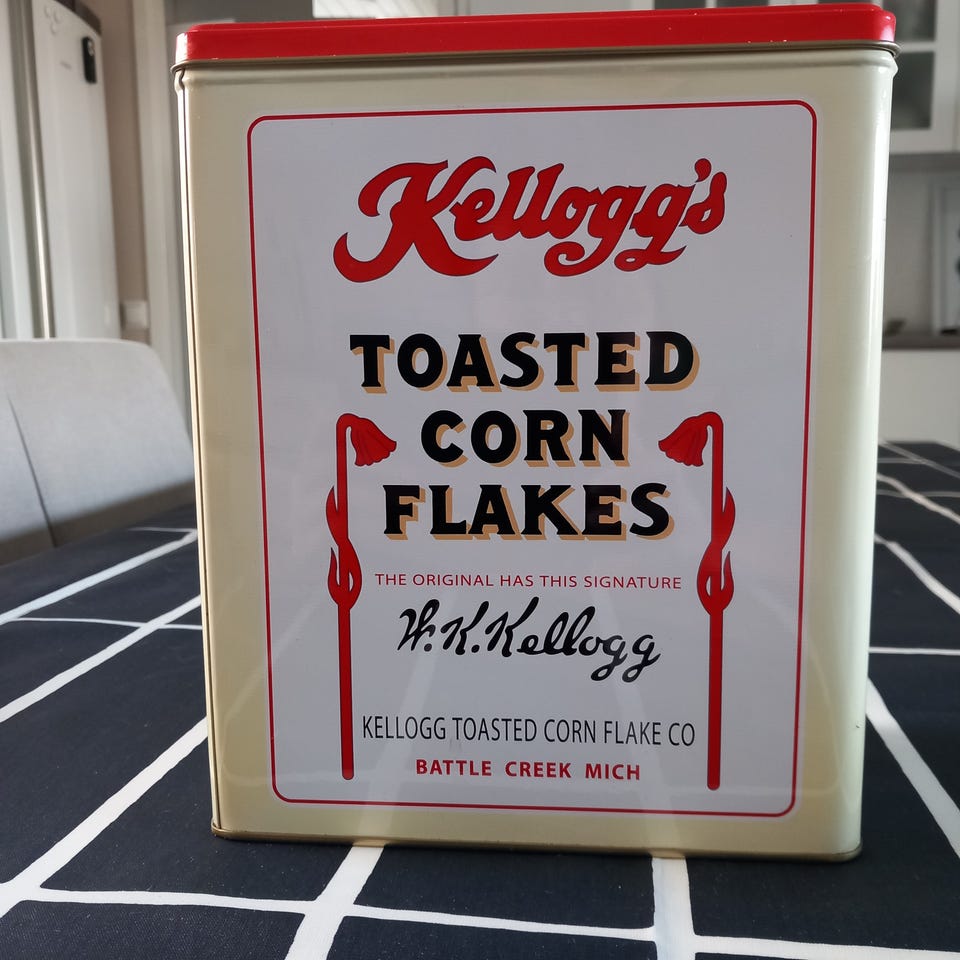 Kellogg's
TOASTED
CORN
FLAKES
THE ORIGINAL HAS THIS SIGNATURE
W.K.Kellogg
KELLOGG TOASTED CORN FLAKE CO
BATTLE CREEK MICH